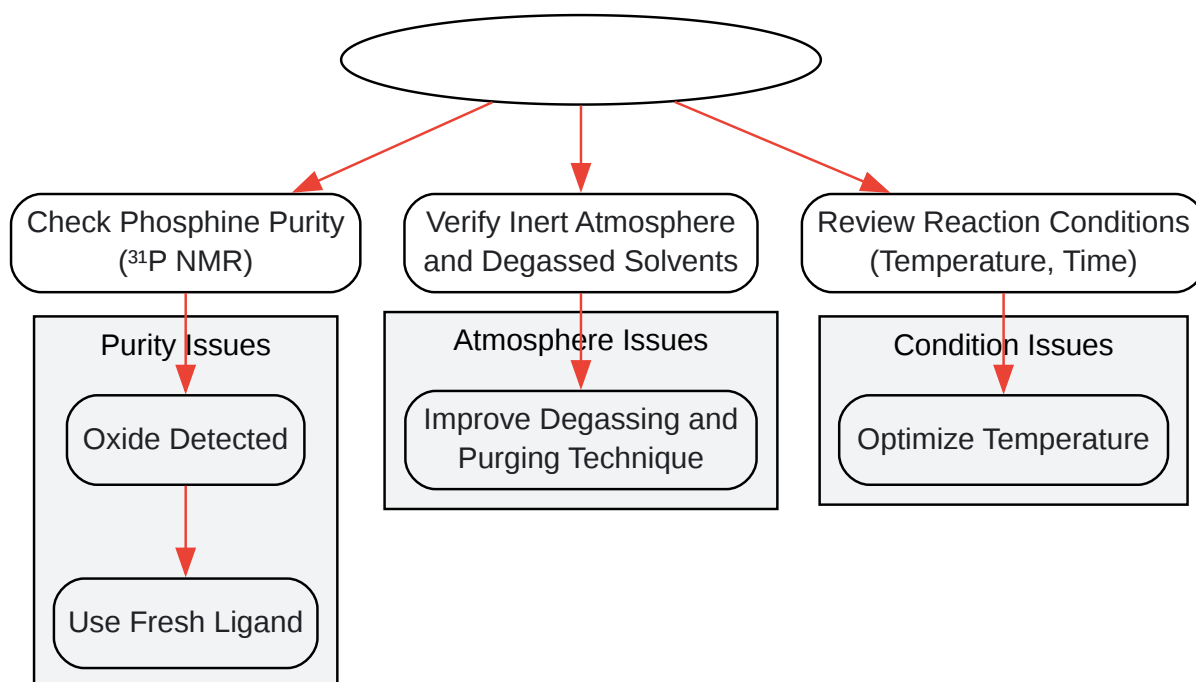 Check Phosphine Purity
(³¹P NMR)
Verify Inert Atmosphere
and Degassed Solvents
Review Reaction Conditions
(Temperature, Time)
Purity Issues
Atmosphere Issues
Condition Issues
Oxide Detected
Improve Degassing and
Purging Technique
Optimize Temperature
Use Fresh Ligand